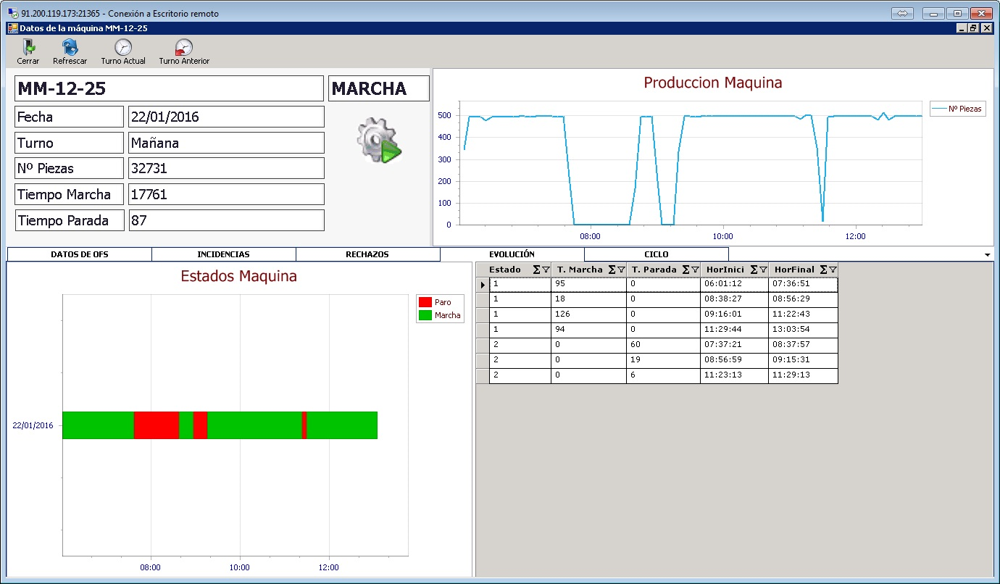 91.200.119.173:21365 - Conexión a Escritorio remoto
Datos de la máquina MM-12-25
Cerrar Refrescar Turno Actual Turno Anterior
MM-12-25 MARCHA
Fecha 22/01/2016
Turno Mañana
Nº Piezas 32731
Tiempo Marcha 17761
Tiempo Parada 87
Produccion Maquina
Nº Piezas
500
400
300
200
100
0
08:00 10:00 12:00
DATOS DE OFS INCIDENCIAS RECHAZOS EVOLUCIÓN CICLO
Estados Maquina
Paro
Marcha
22/01/2016
08:00 10:00 12:00
Estado Σ T. Marcha Σ T. Parada Σ HorInici Σ HorFinal Σ
1 95 0 06:01:12 07:36:51
1 18 0 08:38:27 08:56:29
1 126 0 09:16:01 11:22:43
1 94 0 11:29:44 13:03:54
2 0 60 07:37:21 08:37:57
2 0 19 08:56:59 09:15:31
2 0 6 11:23:13 11:29:13